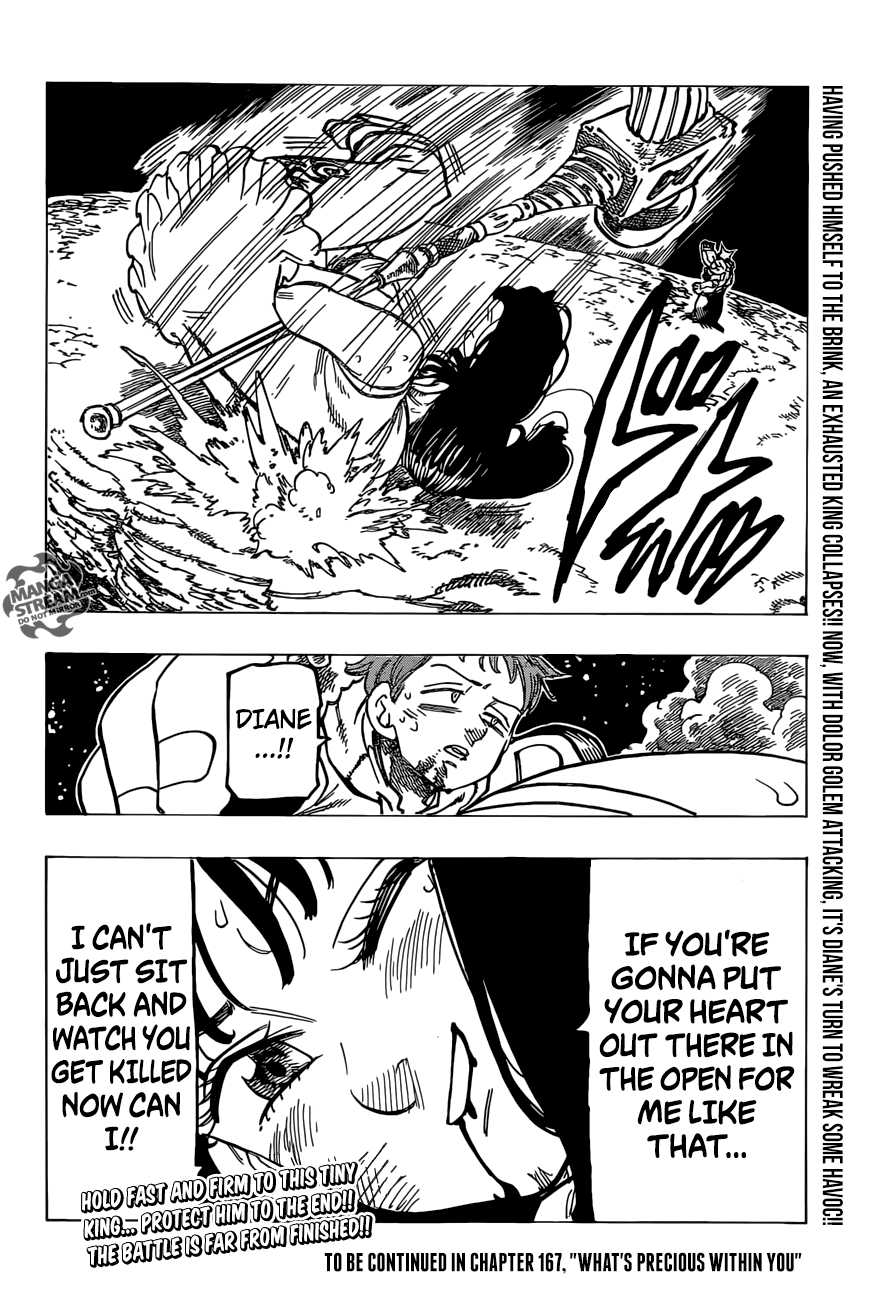 HAVING PUSHED HIMSELF TO THE BRINK, AN EXHAUSTED KING COLLAPSES!! NOW, WITH DOLOR GOLEM ATTACKING, IT'S DIANE'S TURN TO WREAK SOME HAVOC!!
MANGA
STREAM.com
DO NOT MIRROR
DIANE
...!!
IF YOU'RE
GONNA PUT
YOUR HEART
OUT THERE IN
THE OPEN FOR
ME LIKE
THAT...
I CAN'T
JUST SIT
BACK AND
WATCH YOU
GET KILLED
NOW CAN
I!!
HOLD FAST AND FIRM TO THIS TINY
KING... PROTECT HIM TO THE END!!
THE BATTLE IS FAR FROM FINISHED!!
TO BE CONTINUED IN CHAPTER 167, "WHAT'S PRECIOUS WITHIN YOU"